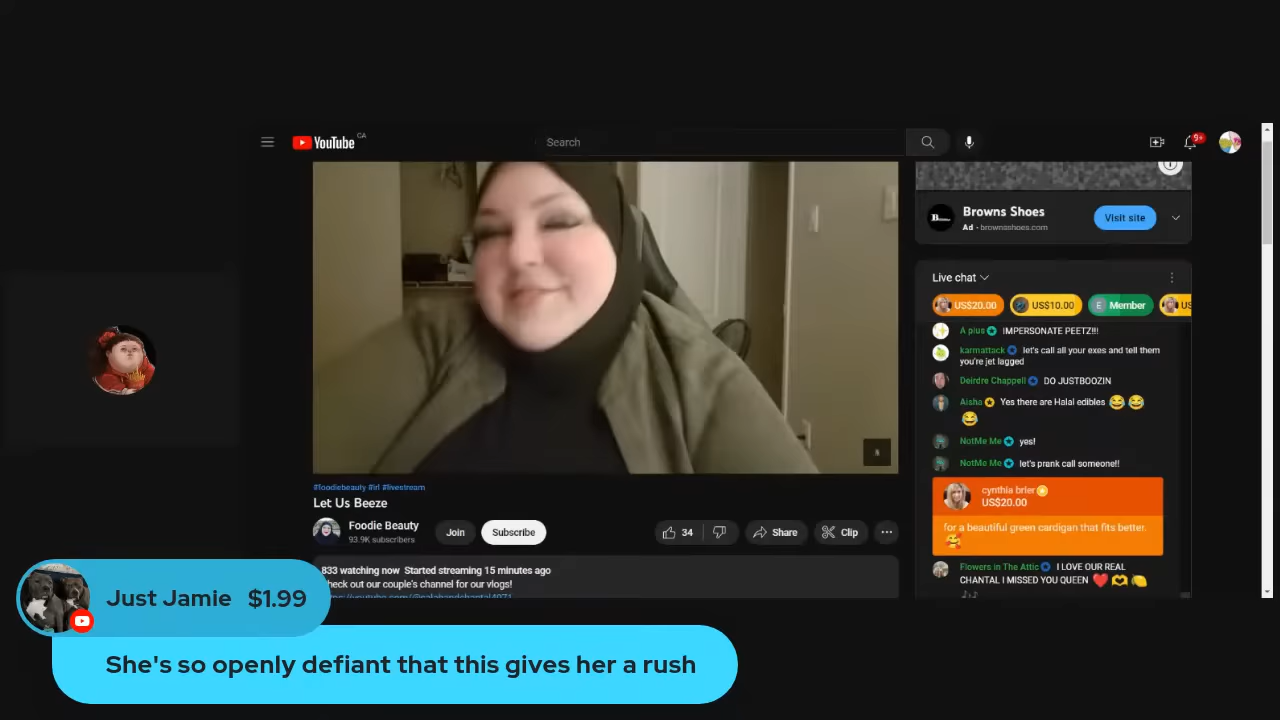 YouTube CA
Search
9+
Browns Shoes
Ad · brownsshoes.com
Visit site
Live chat
US$20.00
US$10.00
E Member
US
A plus IMPERSONATE PEETZ!!!
karmattack let's call all your exes and tell them
you're jet lagged
Deirdre Chappell DO JUSTBOOZIN
Aisha Yes there are Halal edibles 😂 😂
😂
NotMe Me yes!
NotMe Me let's prank call someone!!
cynthia brier
US$20.00
for a beautiful green cardigan that fits better.
🥰
Flowers in The Attic I LOVE OUR REAL
CHANTAL I MISSED YOU QUEEN ❤️ 🫶 🍋
🎶
#foodiebeauty #irl #livestream
Let Us Beeze
Foodie Beauty
93.9K subscribers
Join
Subscribe
34
Share
Clip
833 watching now Started streaming 15 minutes ago
heck out our couple's channel for our vlogs!
Just Jamie $1.99
She's so openly defiant that this gives her a rush